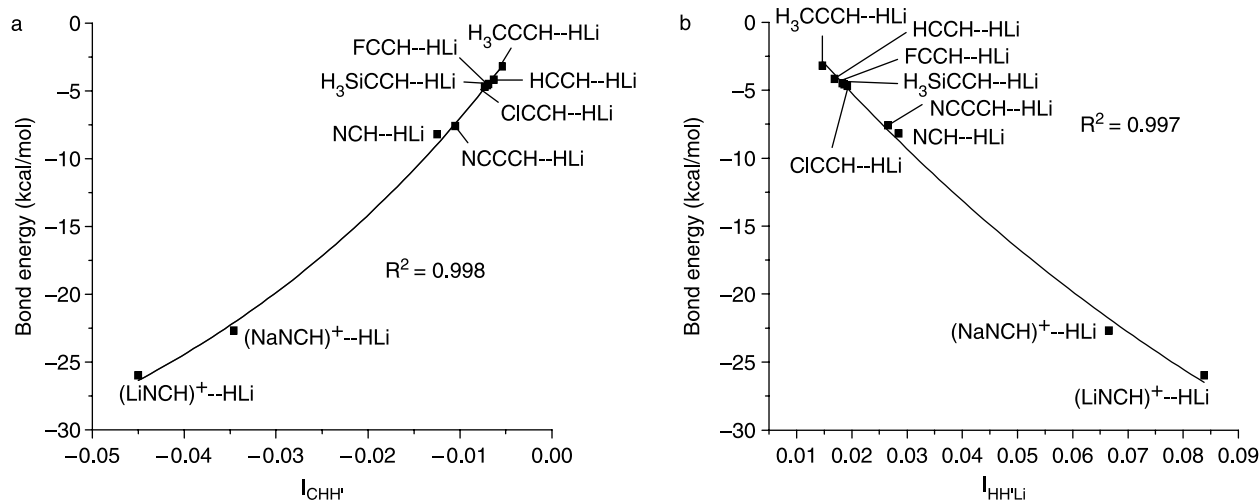 a
H₃CCCH--HLi
FCCH--HLi
H₃SiCCH--HLi
HCCH--HLi
ClCCH--HLi
NCH--HLi
NCCCH--HLi
R² = 0.998
(NaNCH)⁺--HLi
(LiNCH)⁺--HLi
Bond energy (kcal/mol)
0
−5
−10
−15
−20
−25
−30
−0.05 −0.04 −0.03 −0.02 −0.01 0.00
I_CHH'
b
H₃CCCH--HLi
HCCH--HLi
FCCH--HLi
H₃SiCCH--HLi
NCCCH--HLi
NCH--HLi
R² = 0.997
ClCCH--HLi
(NaNCH)⁺--HLi
(LiNCH)⁺--HLi
Bond energy (kcal/mol)
0
−5
−10
−15
−20
−25
−30
0.01 0.02 0.03 0.04 0.05 0.06 0.07 0.08 0.09
I_HH'Li